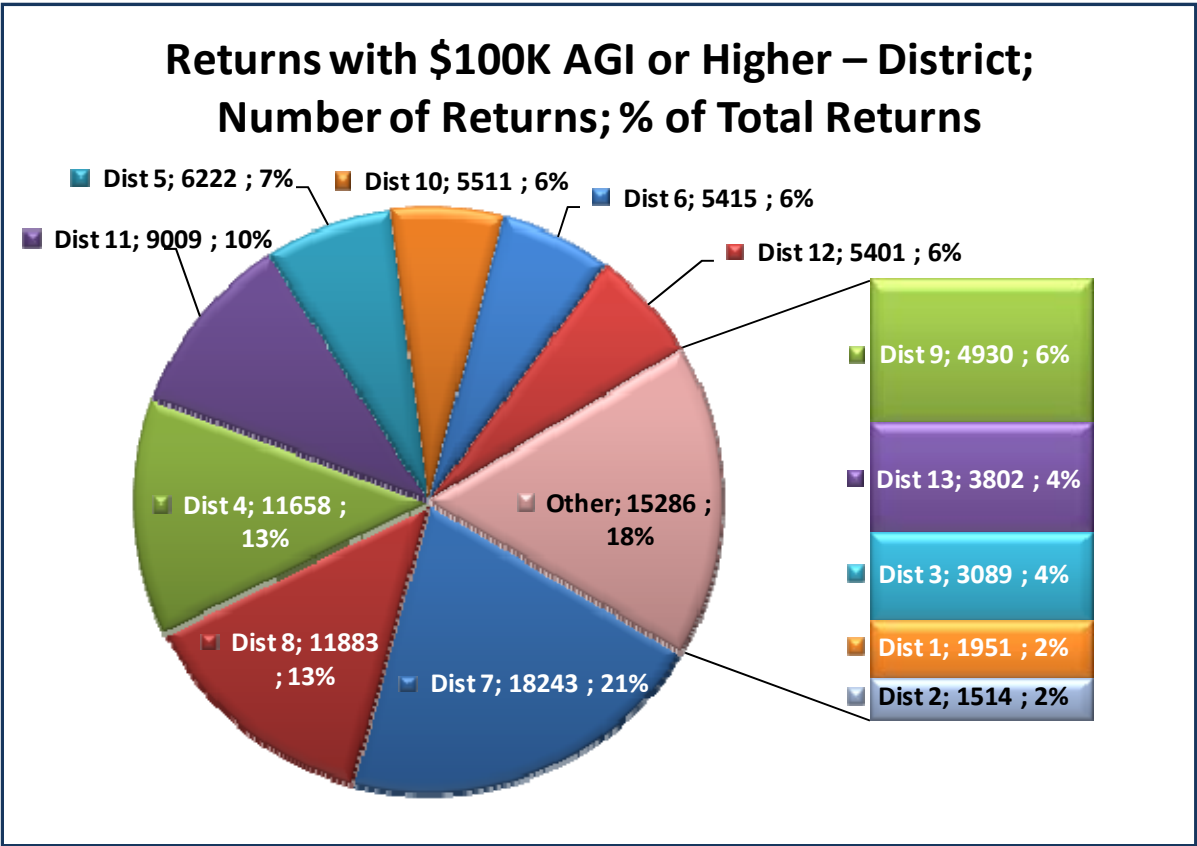 Returns with $100K AGI or Higher – District;
Number of Returns; % of Total Returns
Dist 5; 6222 ; 7%
Dist 10; 5511 ; 6%
Dist 6; 5415 ; 6%
Dist 11; 9009 ; 10%
Dist 12; 5401 ; 6%
Dist 9; 4930 ; 6%
Dist 13; 3802 ; 4%
Dist 4; 11658 ;
13%
Other; 15286 ;
18%
Dist 3; 3089 ; 4%
Dist 8; 11883
; 13%
Dist 1; 1951 ; 2%
Dist 7; 18243 ; 21%
Dist 2; 1514 ; 2%